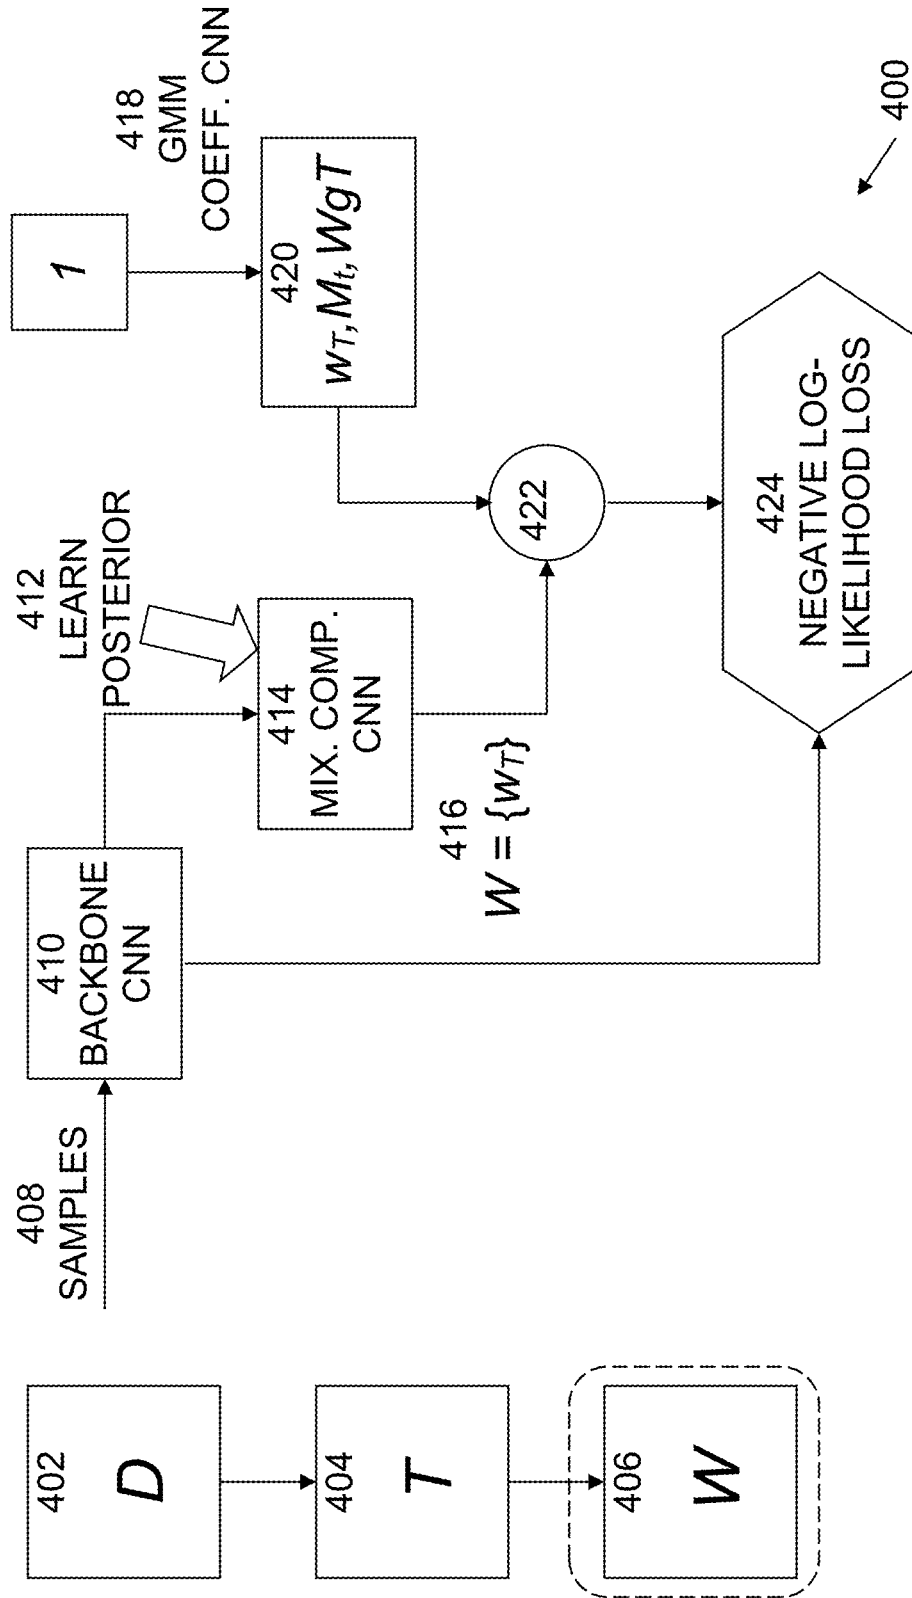 402
D
404
T
406
W
408
SAMPLES
410
BACKBONE
CNN
412
LEARN
POSTERIOR
414
MIX. COMP.
CNN
416
W = {w_T}
1
418
GMM
COEFF. CNN
420
w_T, M_t, WgT
422
424
NEGATIVE LOG-
LIKELIHOOD LOSS
400